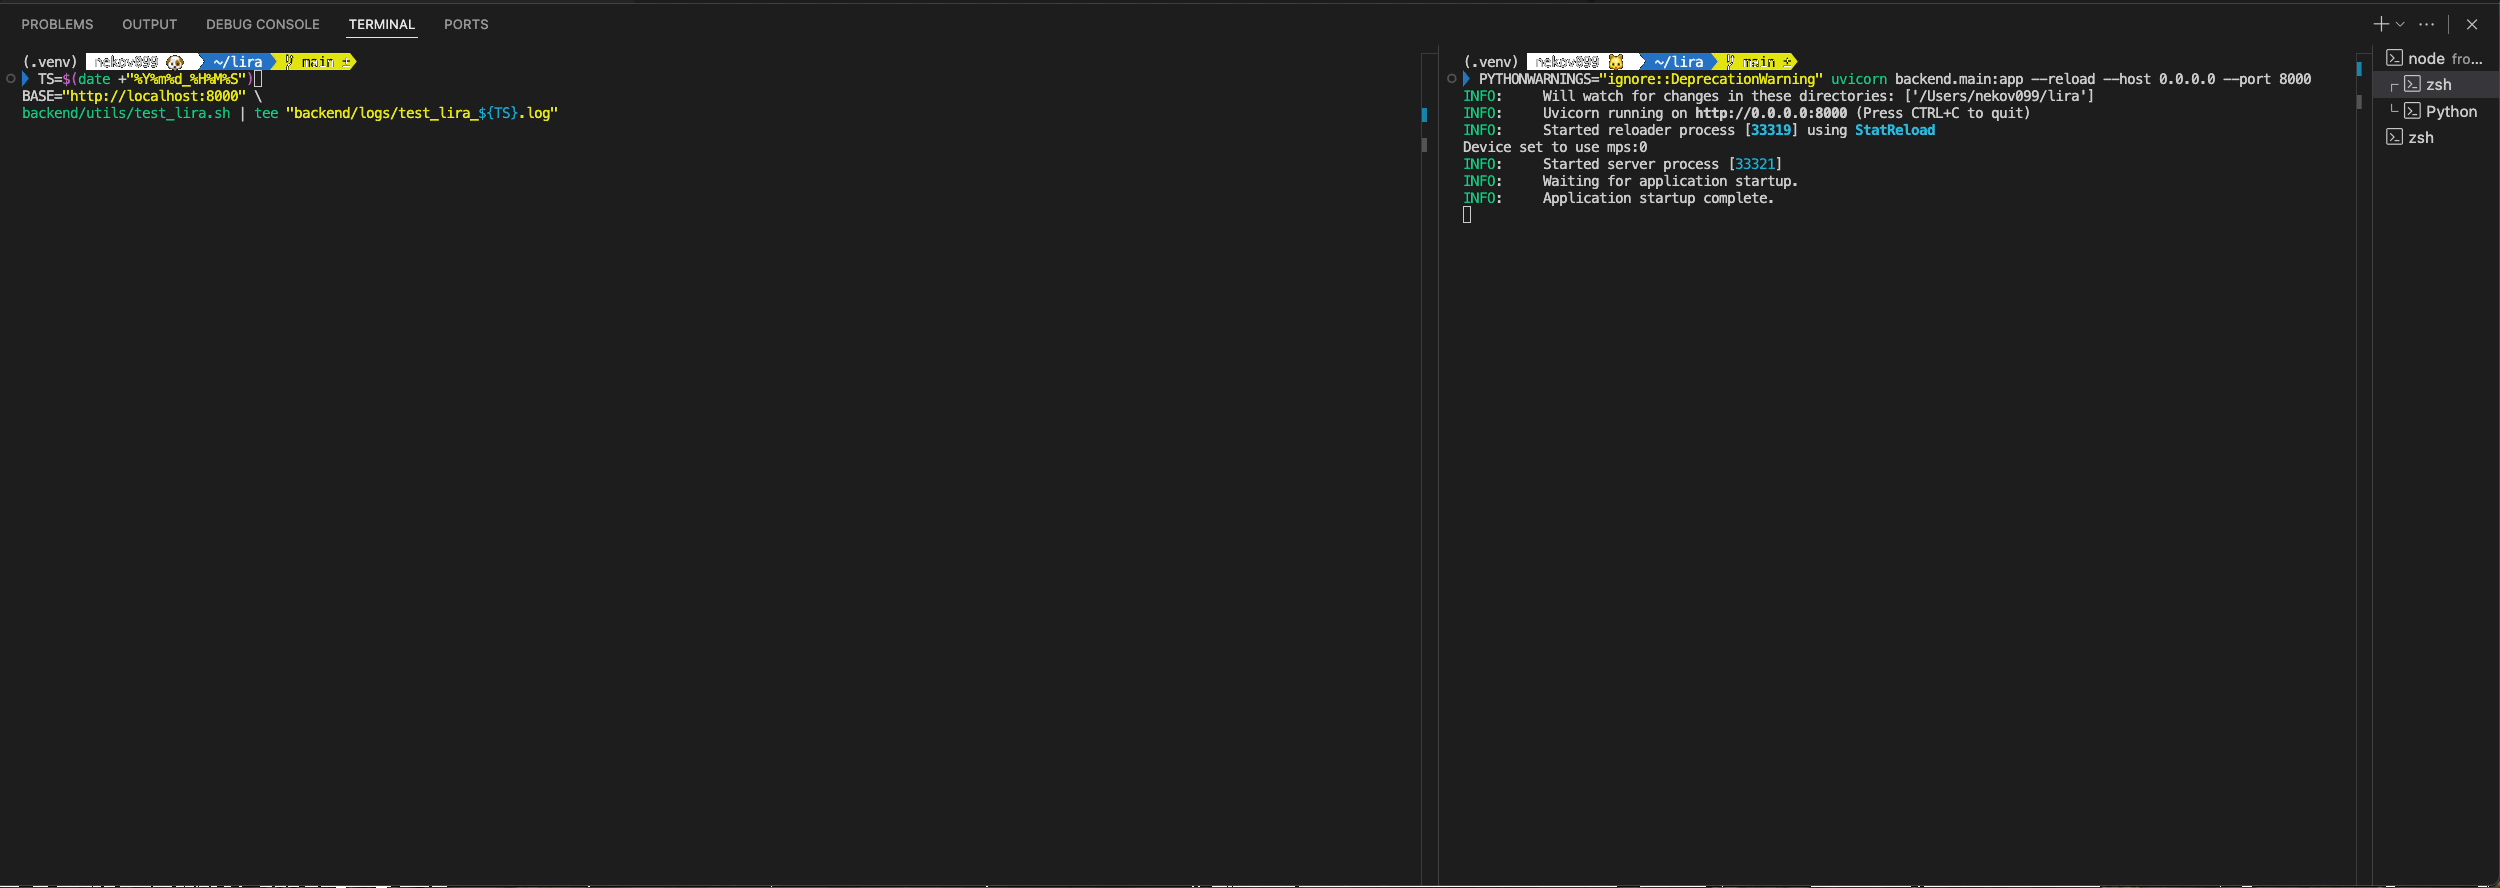 PROBLEMS OUTPUT DEBUG CONSOLE TERMINAL PORTS
(.venv) nekov099 🐶 ~/lira main ±
TS=$(date +"%Y%m%d_%H%M%S")
BASE="http://localhost:8000" \
backend/utils/test_lira.sh | tee "backend/logs/test_lira_${TS}.log"
(.venv) nekov099 🐱 ~/lira main ±
PYTHONWARNINGS="ignore::DeprecationWarning" uvicorn backend.main:app --reload --host 0.0.0.0 --port 8000
INFO: Will watch for changes in these directories: ['/Users/nekov099/lira']
INFO: Uvicorn running on http://0.0.0.0:8000 (Press CTRL+C to quit)
INFO: Started reloader process [33319] using StatReload
Device set to use mps:0
INFO: Started server process [33321]
INFO: Waiting for application startup.
INFO: Application startup complete.
node fro...
zsh
Python
zsh